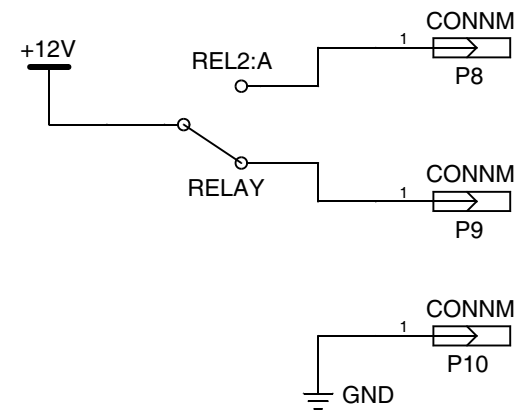 CONNM
+12V
1
REL2:A
P8
CONNM
RELAY
1
P9
CONNM
1
P10
GND